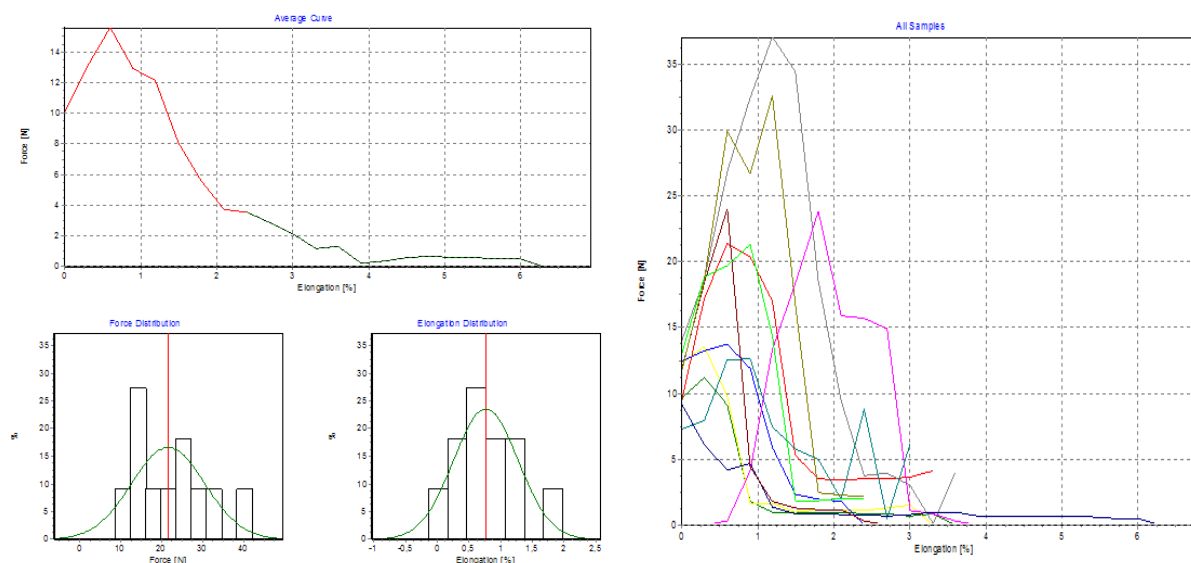 Average Curve
Force [N]
14
12
10
8
6
4
2
0
0 1 2 3 4 5 6
Elongation [%]
Force Distribution
%
35
30
25
20
15
10
5
0
0 10 20 30 40
Force [N]
Elongation Distribution
%
35
30
25
20
15
10
5
0
-1 -0,5 0 0,5 1 1,5 2 2,5
Elongation [%]
All Samples
Force [N]
35
30
25
20
15
10
5
0
0 1 2 3 4 5 6
Elongation [%]